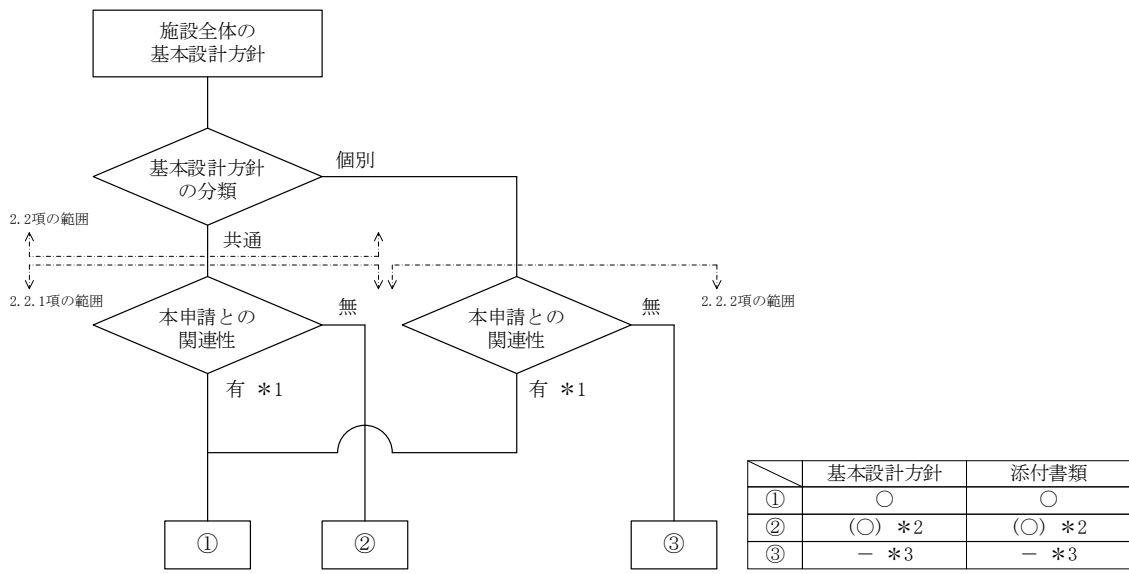 施設全体の
基本設計方針
基本設計方針
の分類
個別
2.2項の範囲
共通
2.2.1項の範囲
2.2.2項の範囲
本申請との
関連性
無
本申請との
関連性
無
有 *1
有 *1
基本設計方針 添付書類
① ○ ○
② (○) *2 (○) *2
③ － *3 － *3
①
②
③